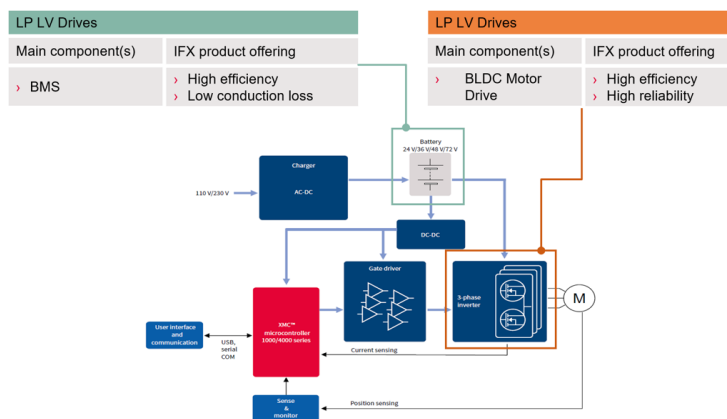 LP LV Drives
Main component(s)
IFX product offering
› BMS
› High efficiency
› Low conduction loss
LP LV Drives
Main component(s)
IFX product offering
› BLDC Motor
Drive
› High efficiency
› High reliability
Battery
24 V/36 V/48 V/72 V
Charger
AC-DC
110 V/230 V
DC-DC
Gate driver
3-phase
inverter
M
XMC™
microcontroller
1000/4000 series
User interface
and
communication
USB,
serial
COM
Current sensing
Sense
&
monitor
Position sensing